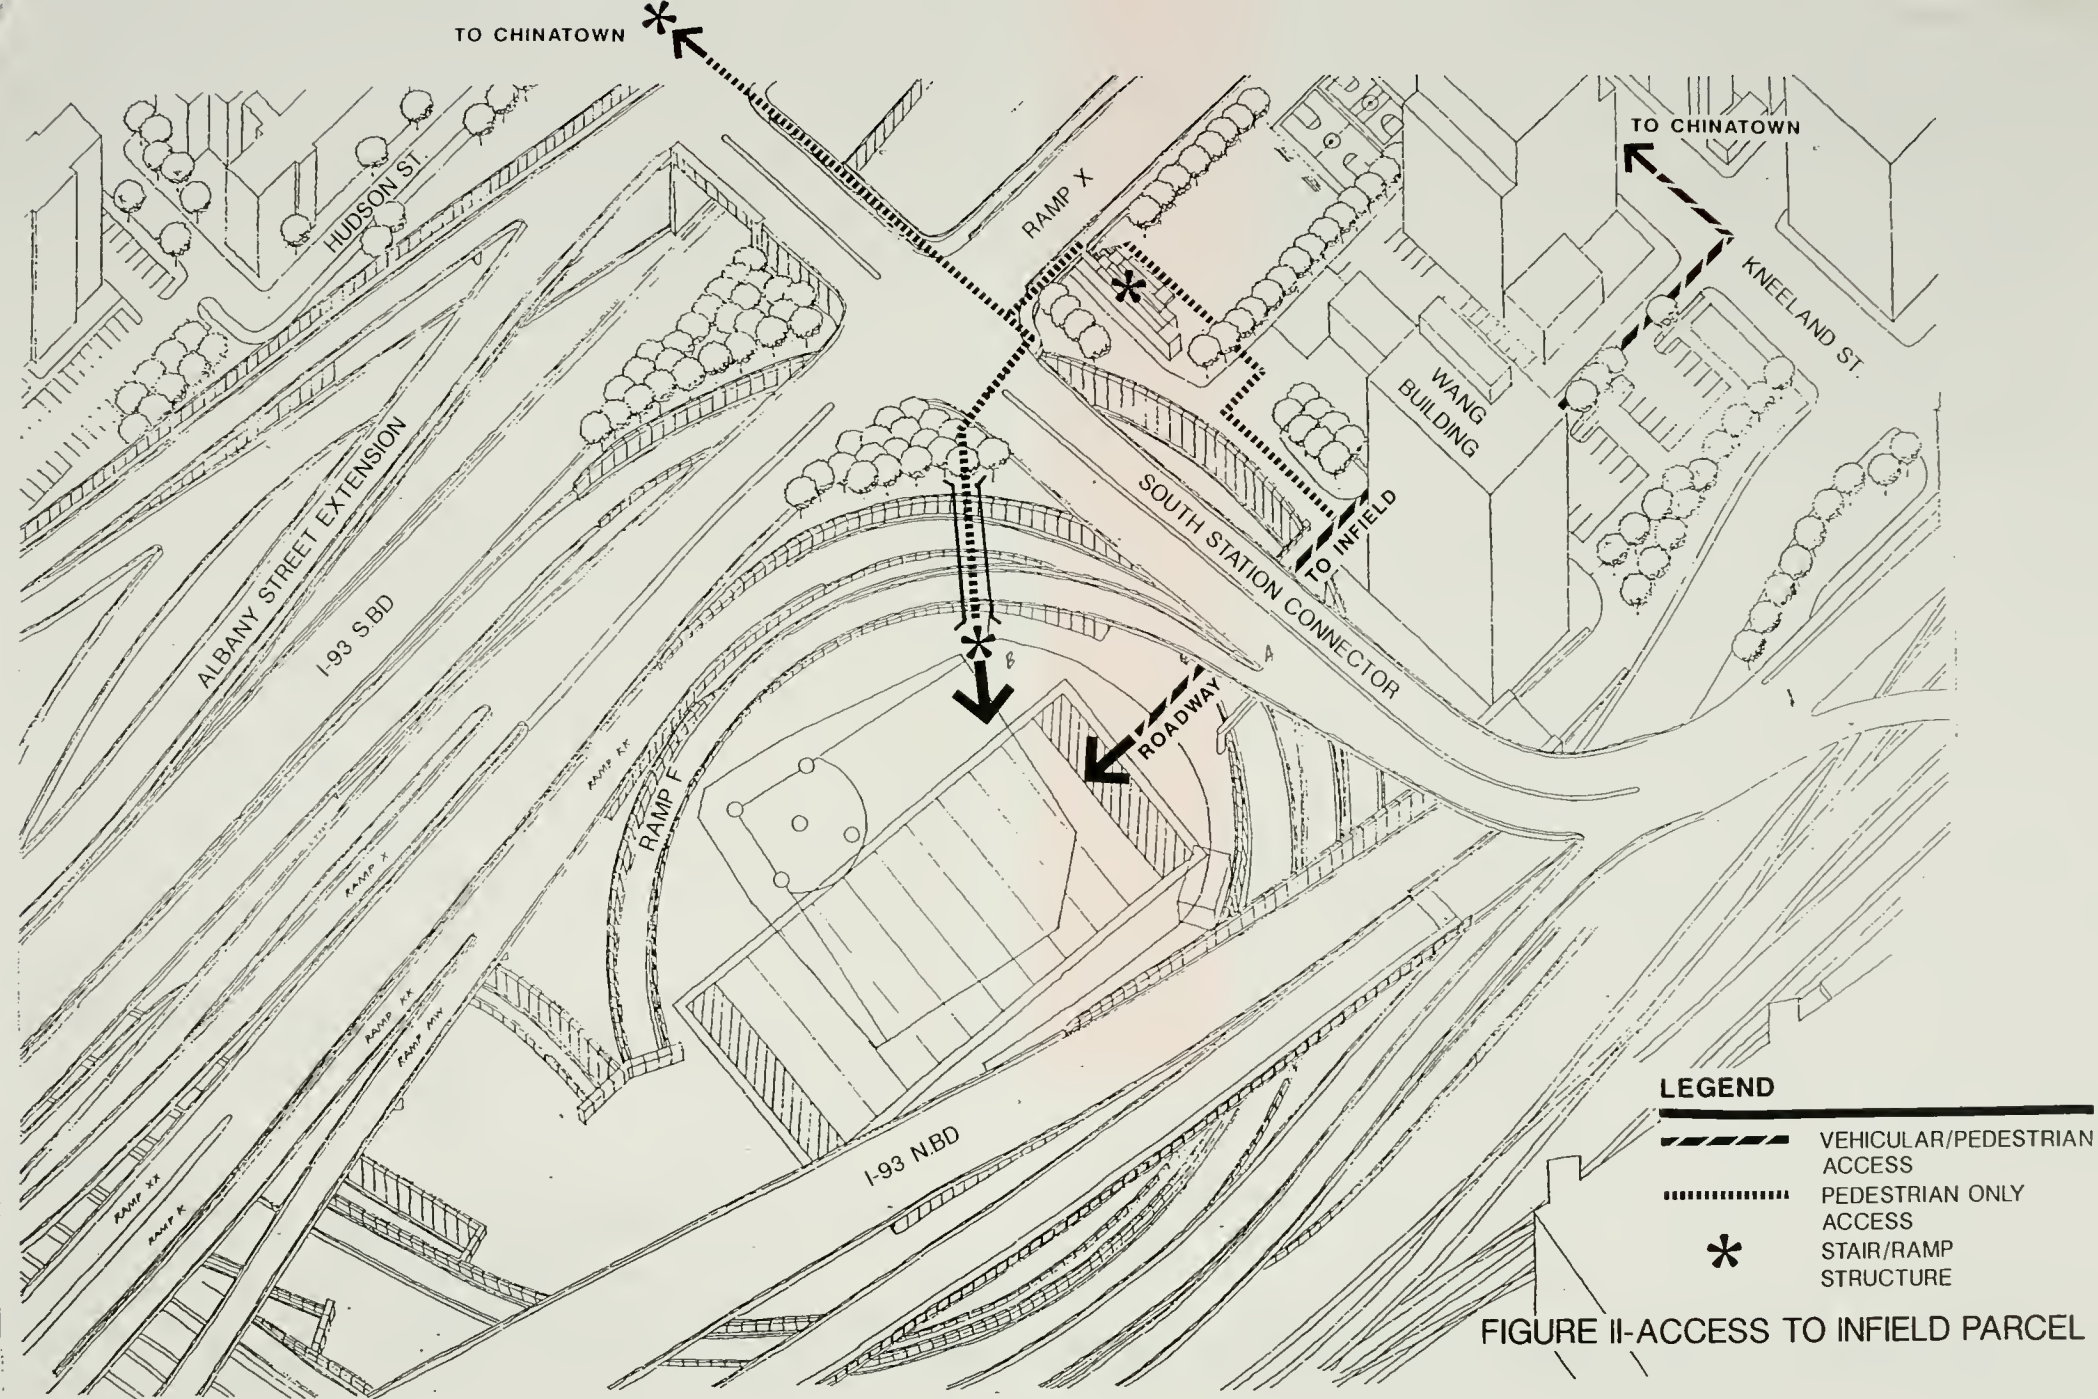 TO CHINATOWN
TO CHINATOWN
HUDSON ST.
RAMP X
KNEELAND ST.
WANG
BUILDING
ALBANY STREET EXTENSION
I-93 S.BD
SOUTH STATION CONNECTOR
TO INFIELD
A
B
ROADWAY
RAMP KK
RAMP F
RAMP X
RAMP KK
RAMP MW
RAMP XX
RAMP K
I-93 N.BD
LEGEND
VEHICULAR/PEDESTRIAN
ACCESS
PEDESTRIAN ONLY
ACCESS
STAIR/RAMP
STRUCTURE
FIGURE II-ACCESS TO INFIELD PARCEL